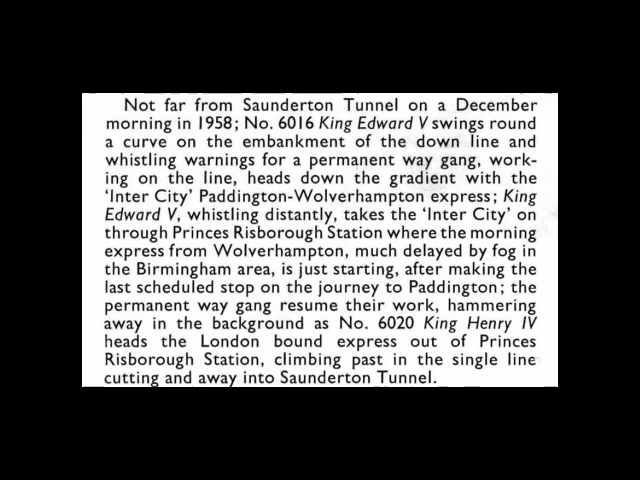 Not far from Saunderton Tunnel on a December
morning in 1958; No. 6016 King Edward V swings round
a curve on the embankment of the down line and
whistling warnings for a permanent way gang, work-
ing on the line, heads down the gradient with the
‘Inter City’ Paddington-Wolverhampton express; King
Edward V, whistling distantly, takes the ‘Inter City’ on
through Princes Risborough Station where the morning
express from Wolverhampton, much delayed by fog in
the Birmingham area, is just starting, after making the
last scheduled stop on the journey to Paddington; the
permanent way gang resume their work, hammering
away in the background as No. 6020 King Henry IV
heads the London bound express out of Princes
Risborough Station, climbing past in the single line
cutting and away into Saunderton Tunnel.